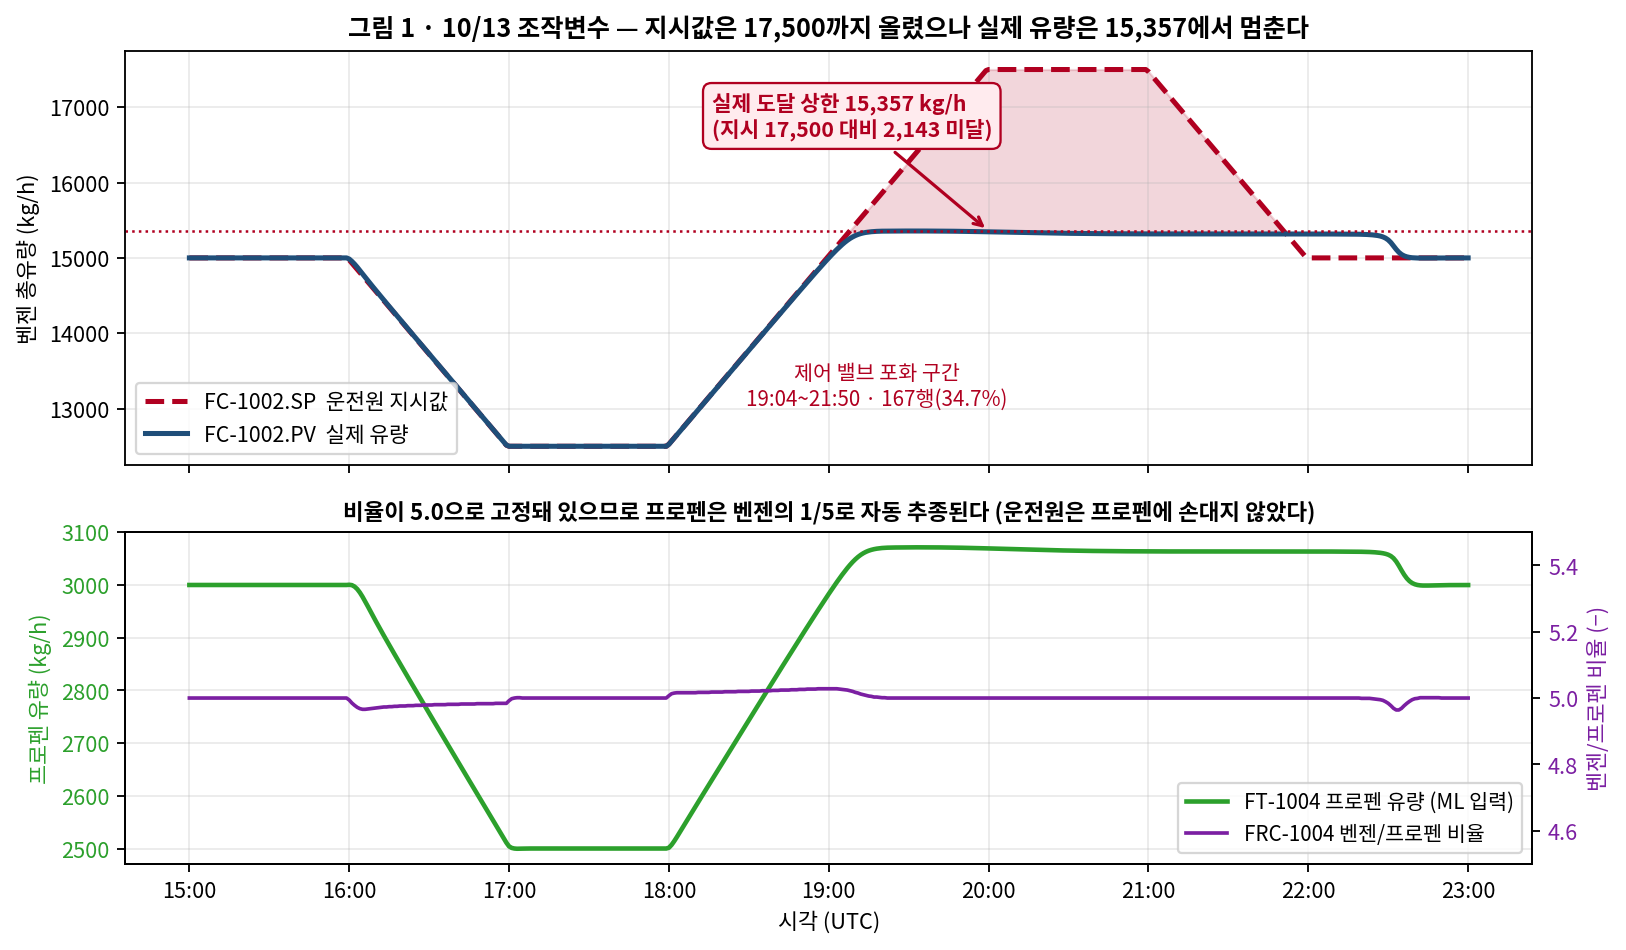 그림 1 · 10/13 조작변수 — 지시값은 17,500까지 올렸으나 실제 유량은 15,357에서 멈춘다
벤젠 총유량 (kg/h)
17000
16000
15000
14000
13000
실제 도달 상한 15,357 kg/h
(지시 17,500 대비 2,143 미달)
제어 밸브 포화 구간
19:04~21:50 · 167행(34.7%)
FC-1002.SP 운전원 지시값
FC-1002.PV 실제 유량
비율이 5.0으로 고정돼 있으므로 프로펜은 벤젠의 1/5로 자동 추종된다 (운전원은 프로펜에 손대지 않았다)
프로펜 유량 (kg/h)
3100
3000
2900
2800
2700
2600
2500
5.4
5.2
5.0
4.8
4.6
벤젠/프로펜 비율 (−)
FT-1004 프로펜 유량 (ML 입력)
FRC-1004 벤젠/프로펜 비율
15:00 16:00 17:00 18:00 19:00 20:00 21:00 22:00 23:00
시각 (UTC)